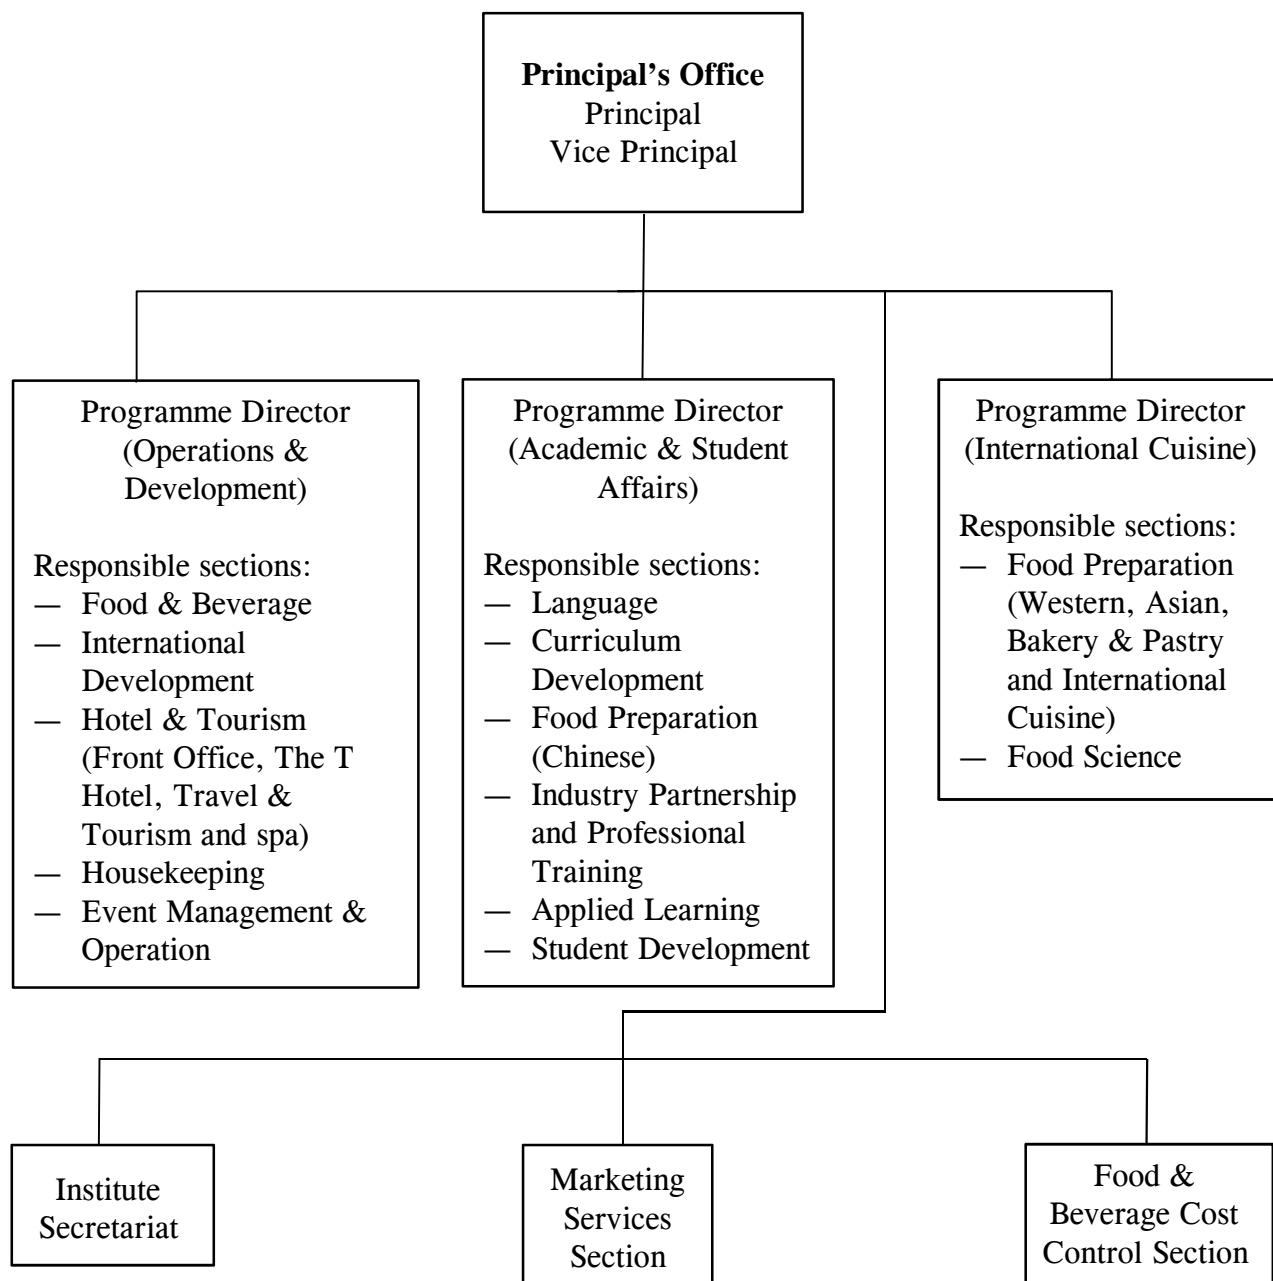 Principal's Office
Principal
Vice Principal
Programme Director
(Operations &
Development)
Responsible sections:
— Food & Beverage
— International
Development
— Hotel & Tourism
(Front Office, The T
Hotel, Travel &
Tourism and spa)
— Housekeeping
— Event Management &
Operation
Programme Director
(Academic & Student
Affairs)
Responsible sections:
— Language
— Curriculum
Development
— Food Preparation
(Chinese)
— Industry Partnership
and Professional
Training
— Applied Learning
— Student Development
Programme Director
(International Cuisine)
Responsible sections:
— Food Preparation
(Western, Asian,
Bakery & Pastry
and International
Cuisine)
— Food Science
Institute
Secretariat
Marketing
Services
Section
Food &
Beverage Cost
Control Section